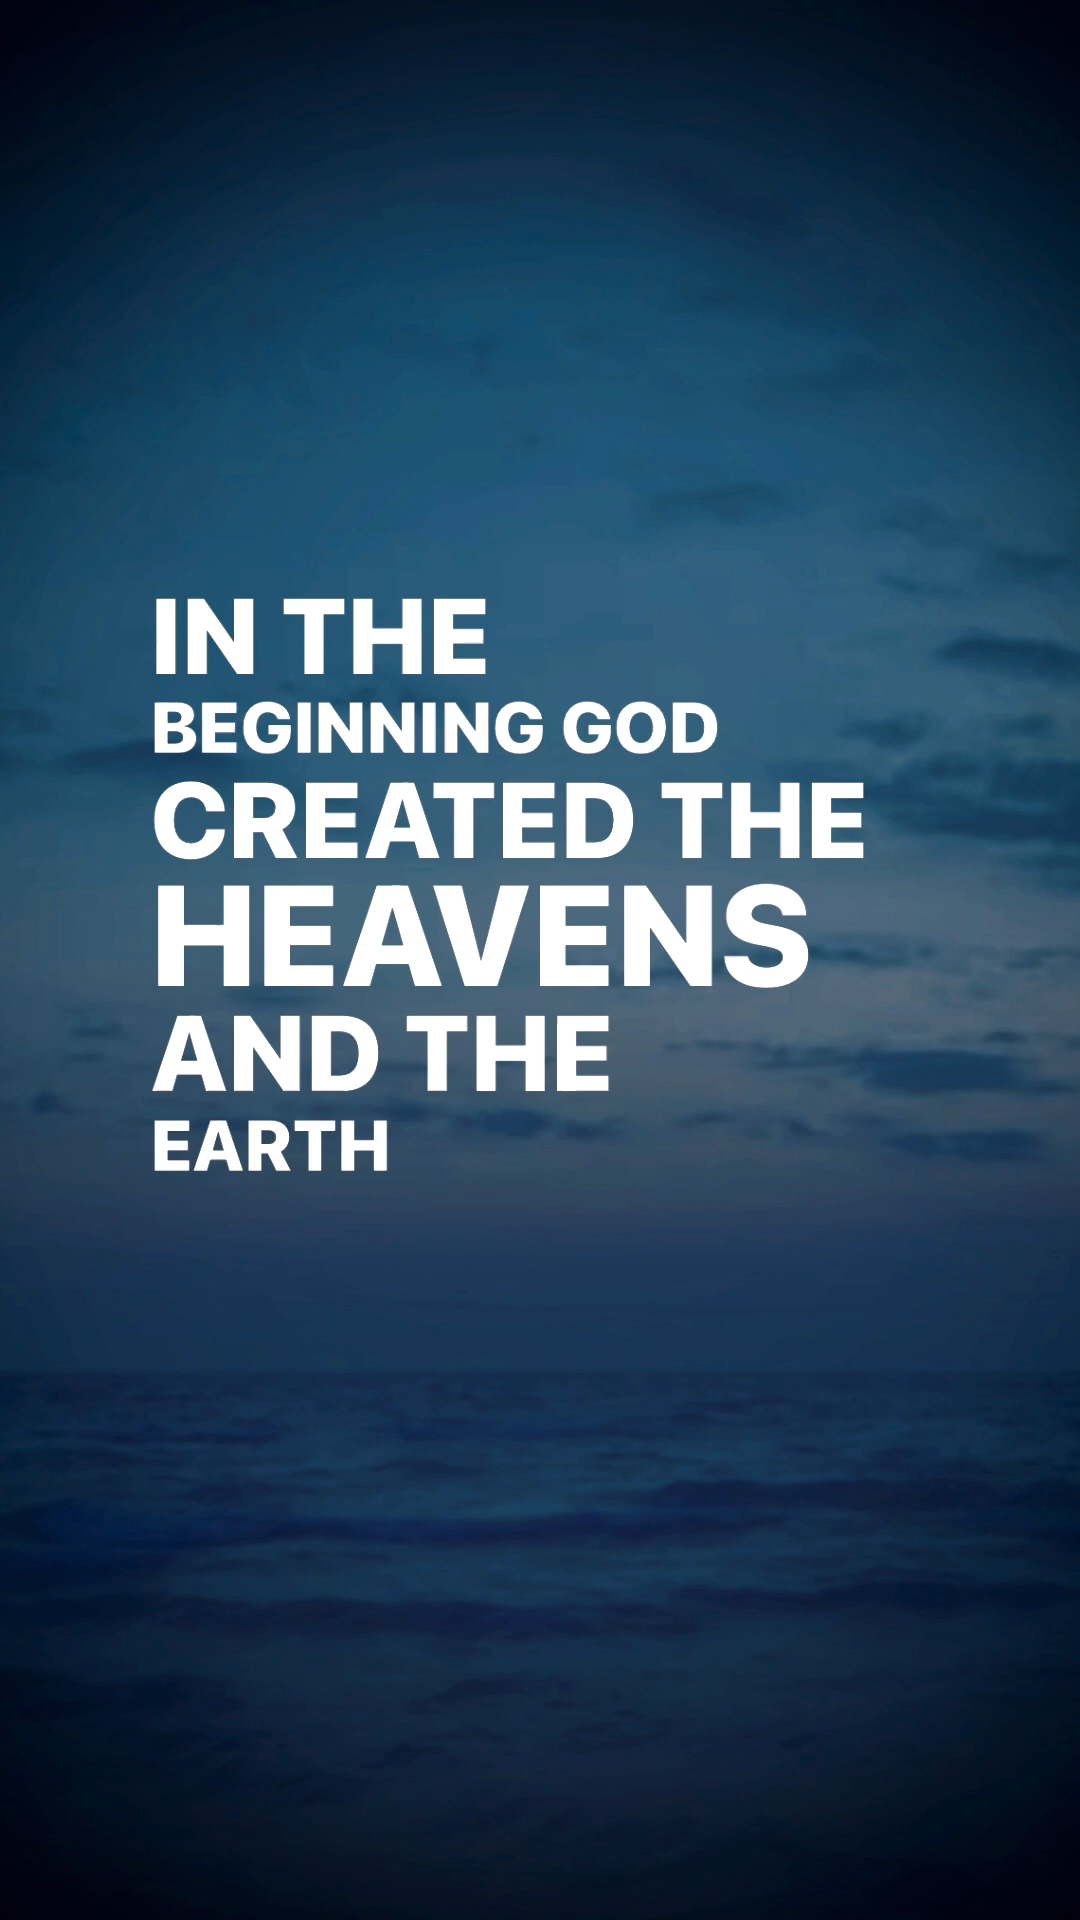 IN THE
BEGINNING GOD
CREATED THE
HEAVENS
AND THE
EARTH